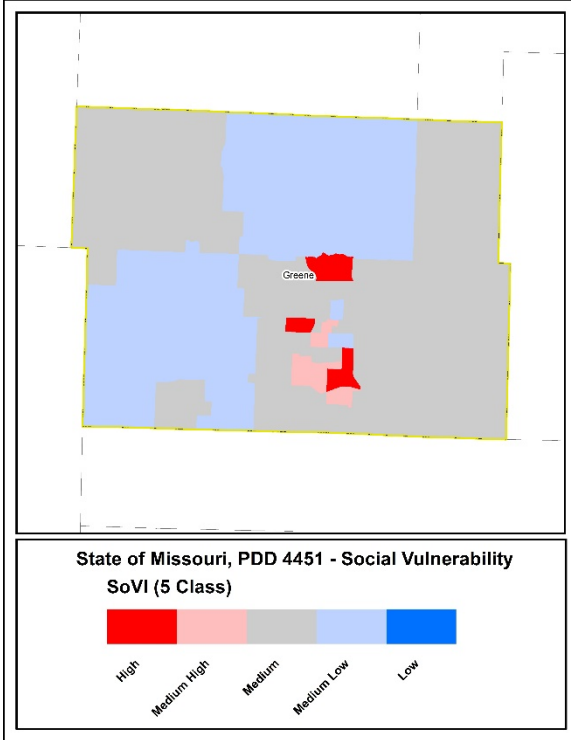 Greene
State of Missouri, PDD 4451 - Social Vulnerability
SoVI (5 Class)
High
Medium High
Medium
Medium Low
Low